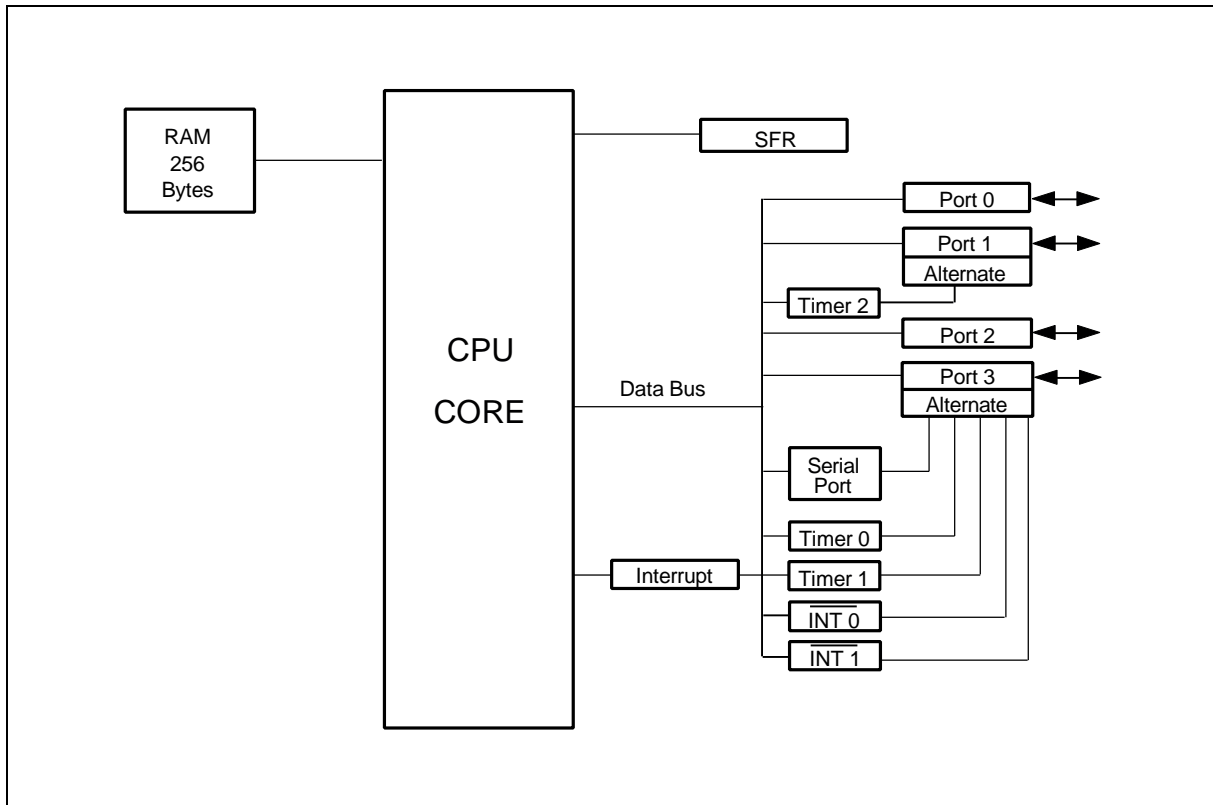 RAM
256
Bytes
CPU
CORE
SFR
Port 0
Port 1
Alternate
Timer 2
Port 2
Port 3
Alternate
Data Bus
Serial
Port
Timer 0
Interrupt
Timer 1
INT 0
INT 1